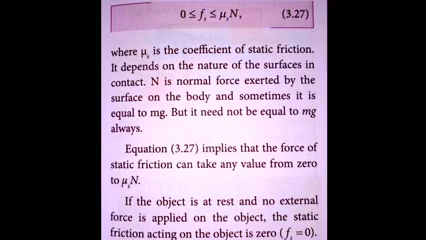 0 ≤ fₛ ≤ μₛN, (3.27)
where μₛ is the coefficient of static friction.
It depends on the nature of the surfaces in
contact. N is normal force exerted by the
surface on the body and sometimes it is
equal to mg. But it need not be equal to mg
always.
Equation (3.27) implies that the force of
static friction can take any value from zero
to μₛN.
If the object is at rest and no external
force is applied on the object, the static
friction acting on the object is zero (fₛ = 0).